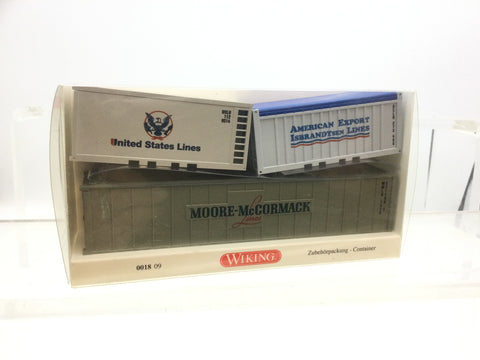 United States Lines
AMERICAN EXPORT
ISBRANDTSEN LINES
MOORE-McCORMACK
Lines
0018 09
WIKING
Zubehörpackung - Container